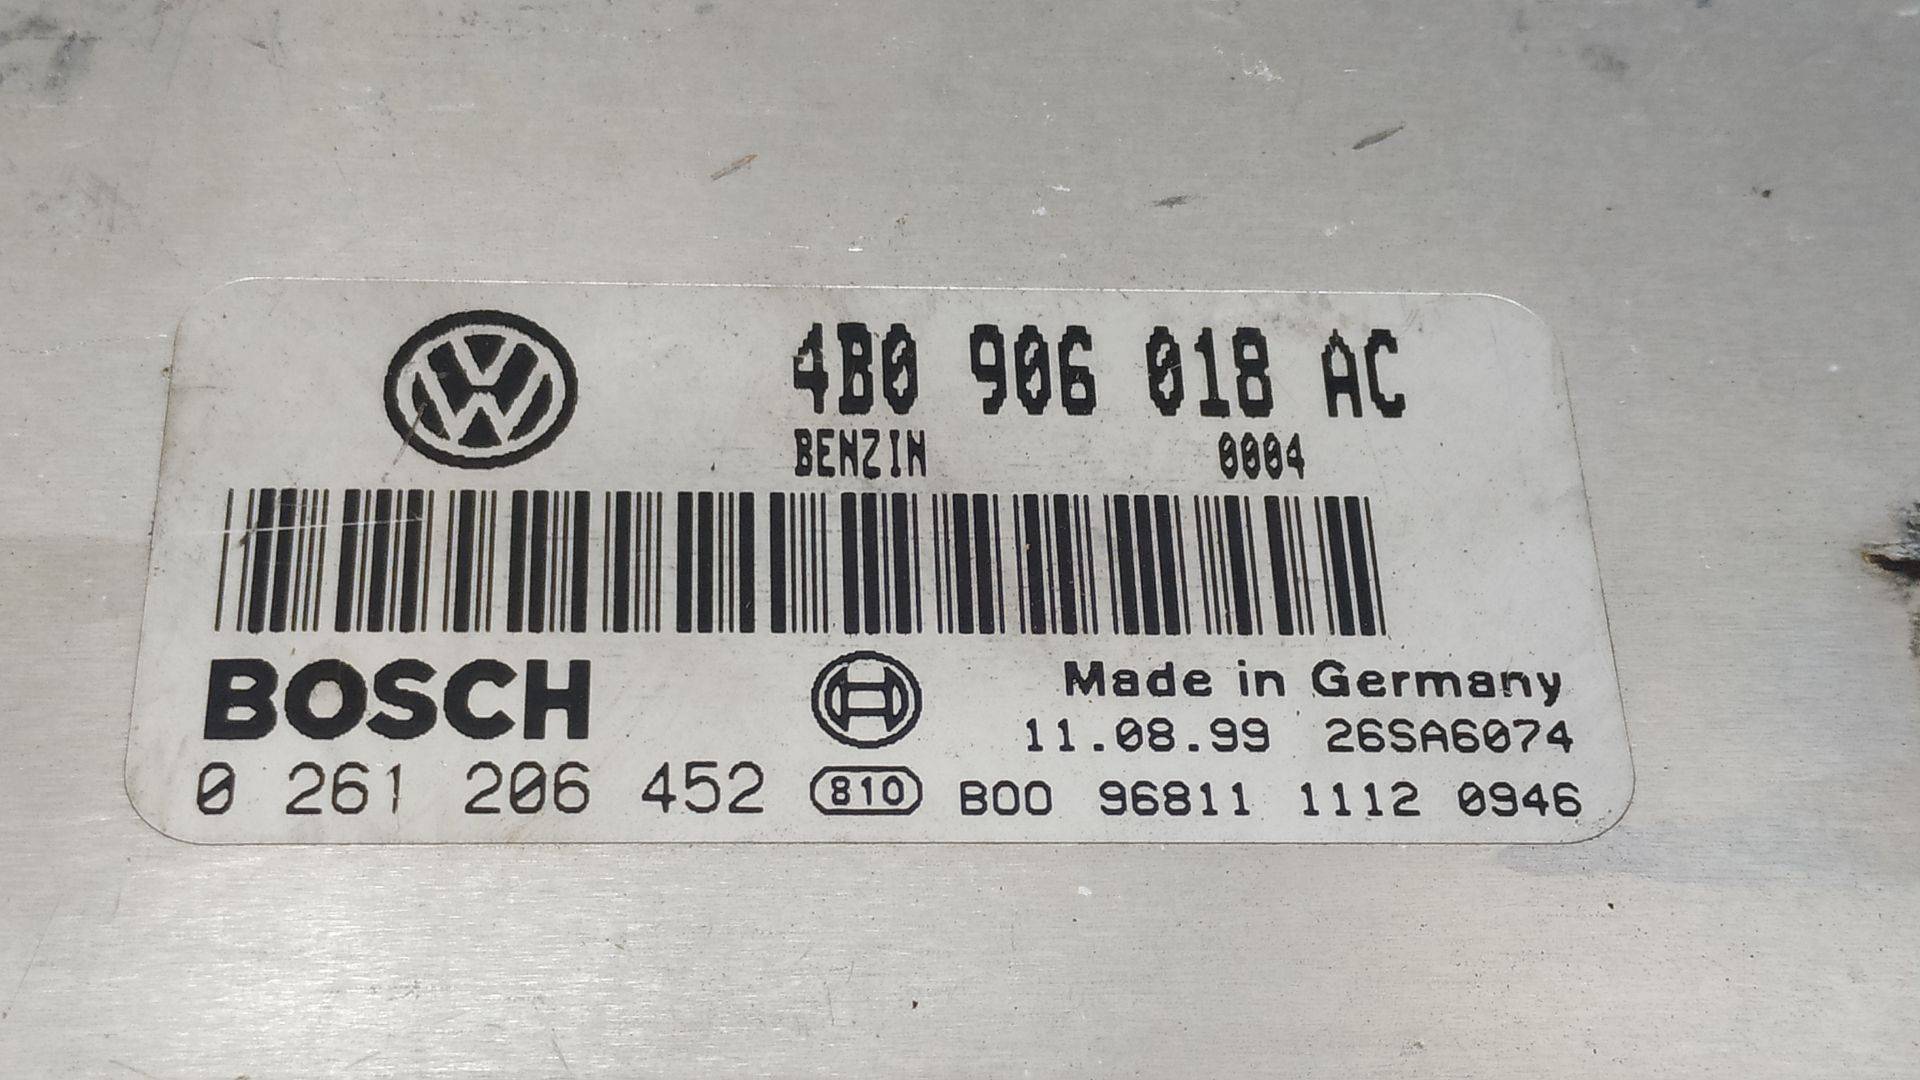 4B0 906 018 AC
BENZIN 0004
BOSCH
Made in Germany
11.08.99 26SA6074
0 261 206 452 810 B00 96811 1112 0946